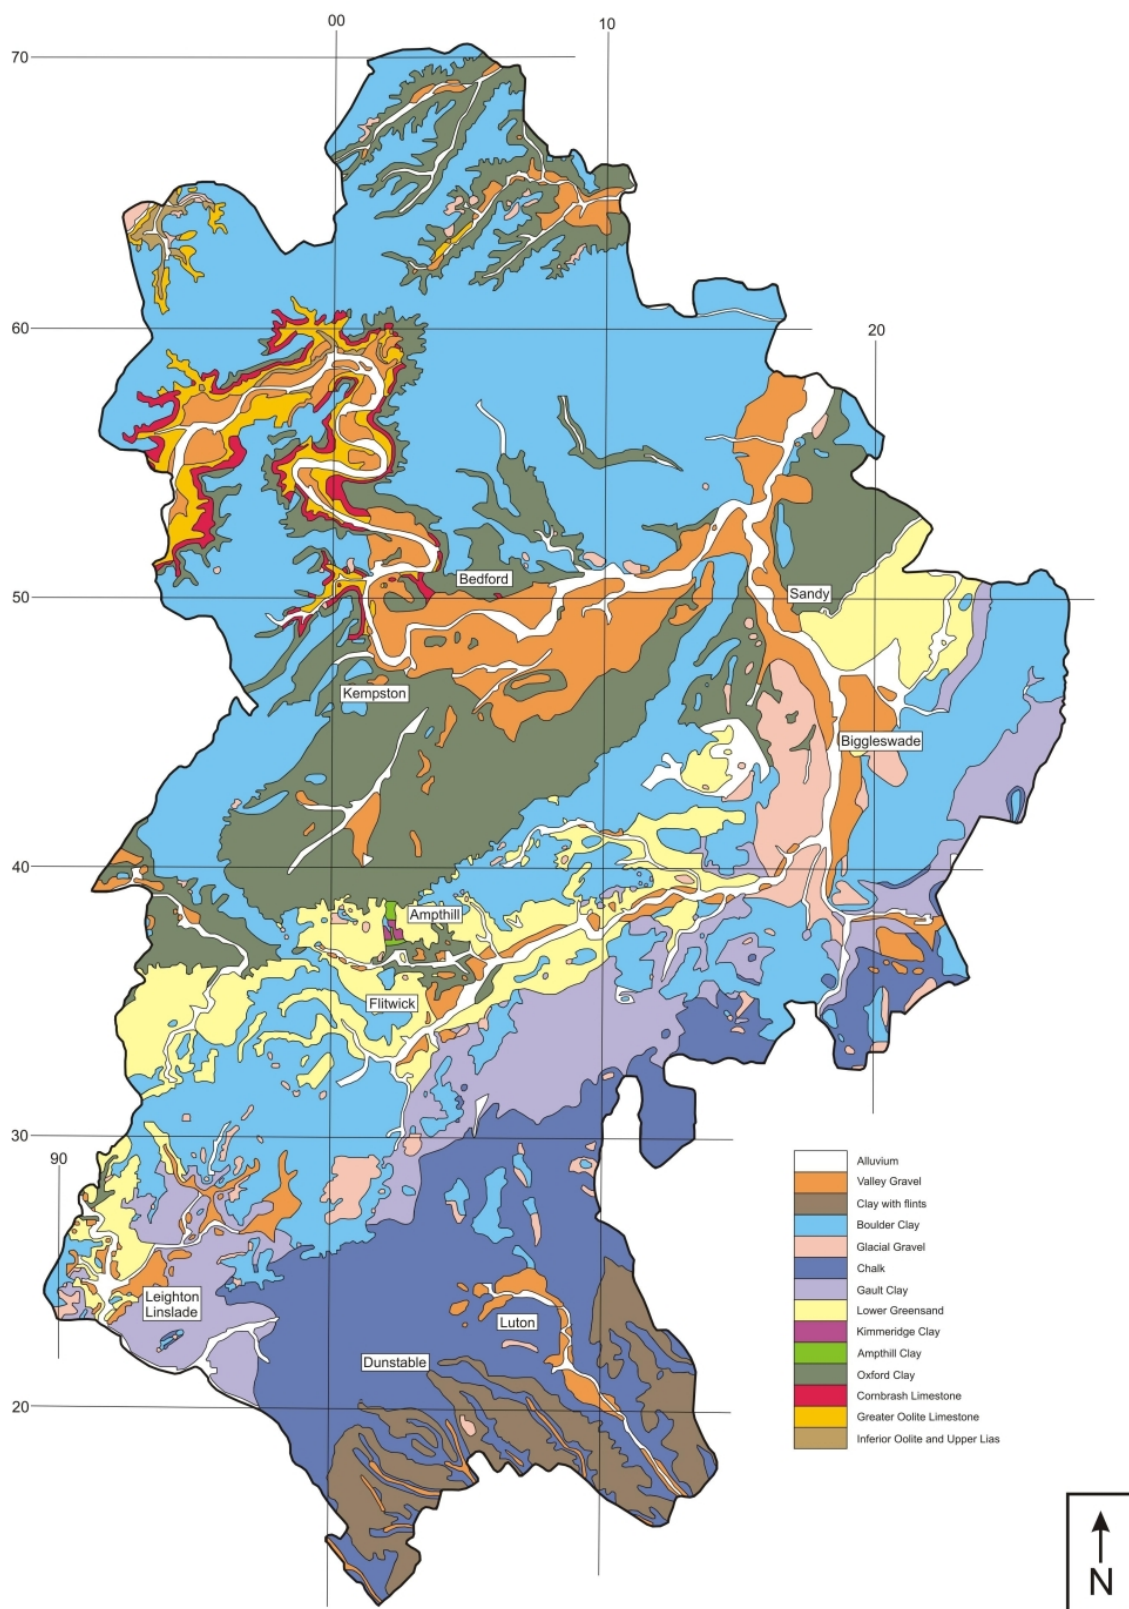 00
10
70
60
20
50
40
30
90
20
Bedford
Sandy
Kempston
Biggleswade
Ampthill
Flitwick
Leighton
Linslade
Luton
Dunstable
Alluvium
Valley Gravel
Clay with flints
Boulder Clay
Glacial Gravel
Chalk
Gault Clay
Lower Greensand
Kimmeridge Clay
Ampthill Clay
Oxford Clay
Cornbrash Limestone
Greater Oolite Limestone
Inferior Oolite and Upper Lias
N